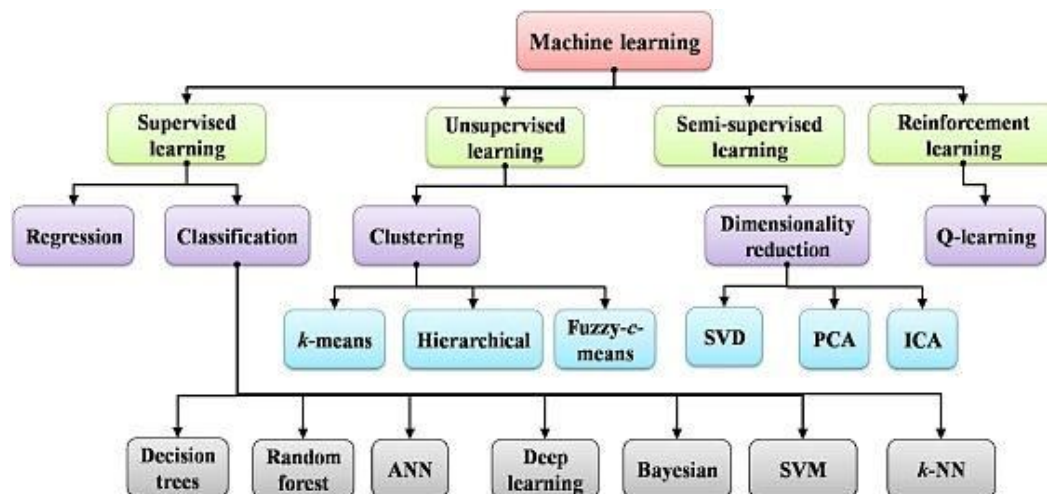 Machine learning
Supervised
learning
Unsupervised
learning
Semi-supervised
learning
Reinforcement
learning
Regression
Classification
Clustering
Dimensionality
reduction
Q-learning
k-means
Hierarchical
Fuzzy-c-
means
SVD
PCA
ICA
Decision
trees
Random
forest
ANN
Deep
learning
Bayesian
SVM
k-NN